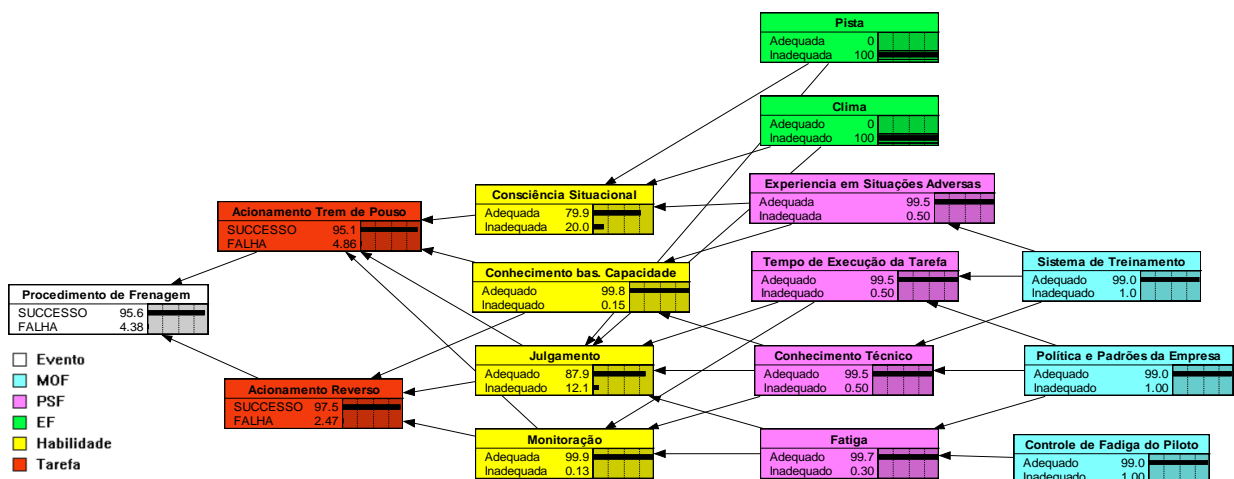 Pista
Adequada 0
Inadequada 100
Clima
Adequado 0
Inadequado 100
Consciência Situacional
Adequada 79.9
Inadequada 20.0
Experiencia em Situações Adversas
Adequada 99.5
Inadequada 0.50
Acionamento Trem de Pouso
SUCCESSO 95.1
FALHA 4.86
Conhecimento bas. Capacidade
Adequado 99.8
Inadequado 0.15
Tempo de Execução da Tarefa
Adequado 99.5
Inadequado 0.50
Sistema de Treinamento
Adequado 99.0
Inadequado 1.0
Procedimento de Frenagem
SUCCESSO 95.6
FALHA 4.38
Julgamento
Adequado 87.9
Inadequado 12.1
Conhecimento Técnico
Adequado 99.5
Inadequado 0.50
Política e Padrões da Empresa
Adequado 99.0
Inadequado 1.00
Acionamento Reverso
SUCCESSO 97.5
FALHA 2.47
Monitoração
Adequada 99.9
Inadequada 0.13
Fatiga
Adequado 99.7
Inadequado 0.30
Controle de Fadiga do Piloto
Adequado 99.0
Inadequado 1.00
Evento
MOF
PSF
EF
Habilidade
Tarefa